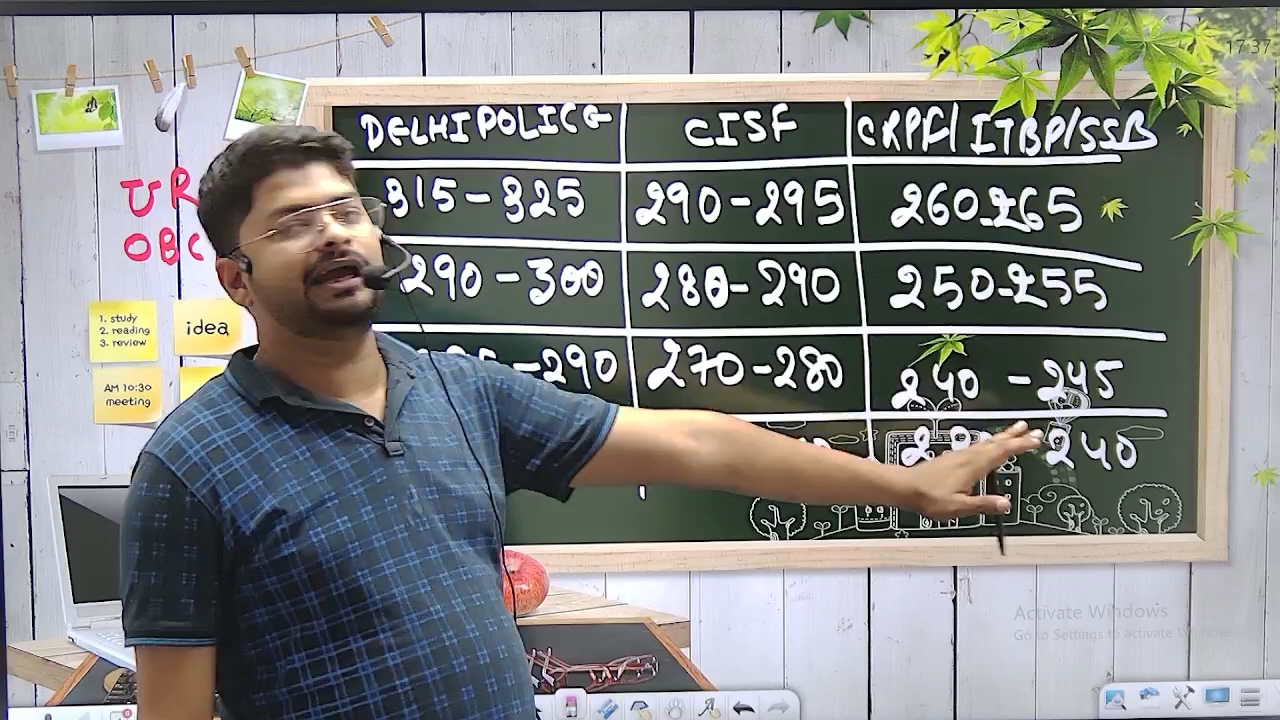 17:37
DELHI POLICE CISF CRPF/ITBP/SSB
UR 315-325 290-295 260-265
OBC 290-300 280-290 250-255
-290 270-280 240-245
240
1. study
2. reading
3. review
idea
AM 10:30
meeting
Activate Windows
Go to Settings to activate Windows.